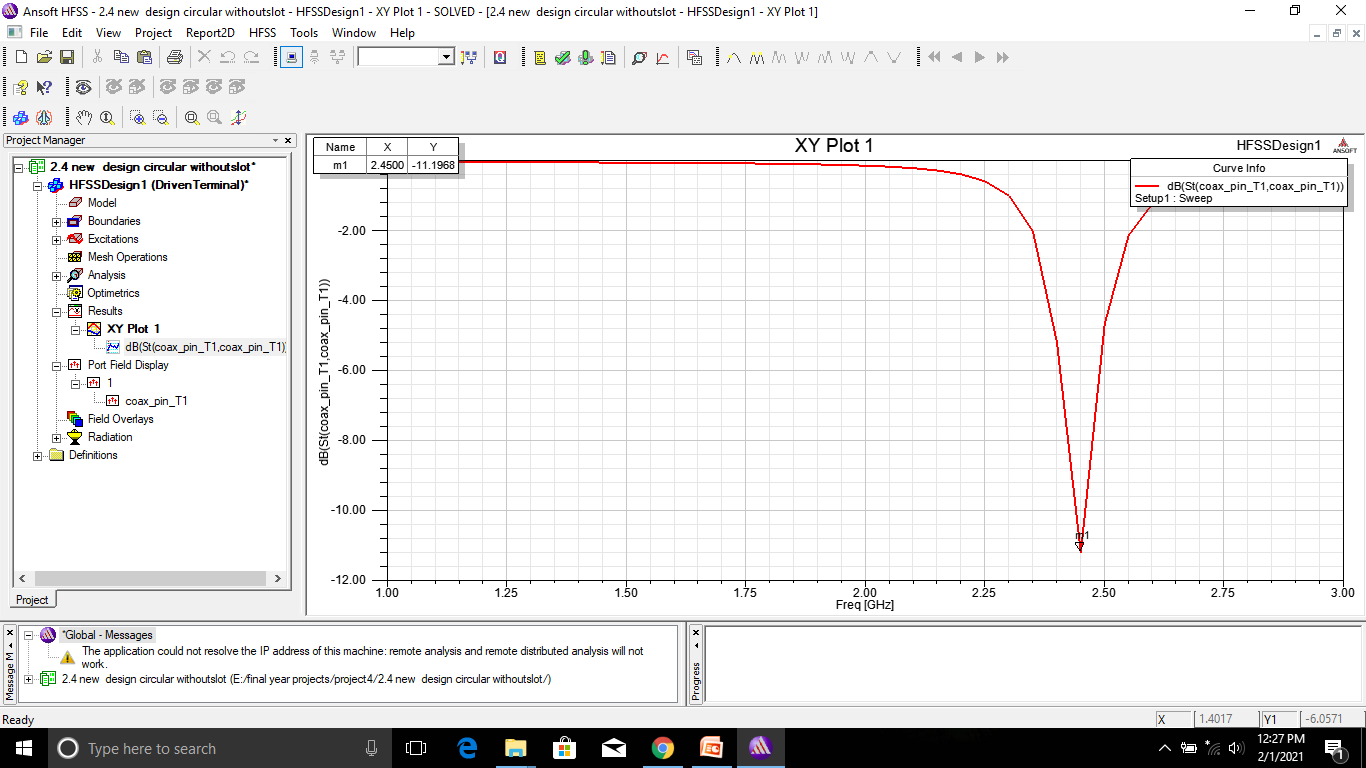 Ansoft HFSS - 2.4 new  design circular withoutslot - HFSSDesign1 - XY Plot 1 - SOLVED - [2.4 new  design circular withoutslot - HFSSDesign1 - XY Plot 1]
File Edit View Project Report2D HFSS Tools Window Help
Project Manager
2.4 new  design circular withoutslot*
HFSSDesign1 (DrivenTerminal)*
Model
Boundaries
Excitations
Mesh Operations
Analysis
Optimetrics
Results
XY Plot 1
dB(St(coax_pin_T1,coax_pin_T1))
Port Field Display
1
coax_pin_T1
Field Overlays
Radiation
Definitions
Project
Name X Y
m1 2.4500 -11.1968
XY Plot 1
HFSSDesign1
ANSOFT
Curve Info
dB(St(coax_pin_T1,coax_pin_T1))
Setup1 : Sweep
dB(St(coax_pin_T1,coax_pin_T1))
-2.00
-4.00
-6.00
-8.00
-10.00
-12.00
m1
1.00 1.25 1.50 1.75 2.00 2.25 2.50 2.75 3.00
Freq [GHz]
Message M
*Global - Messages
The application could not resolve the IP address of this machine: remote analysis and remote distributed analysis will not
work.
2.4 new  design circular withoutslot (E:/final year projects/project4/2.4 new  design circular withoutslot/)
Progress
Ready
X 1.4017 Y1 -6.0571
Type here to search
12:27 PM
2/1/2021
1